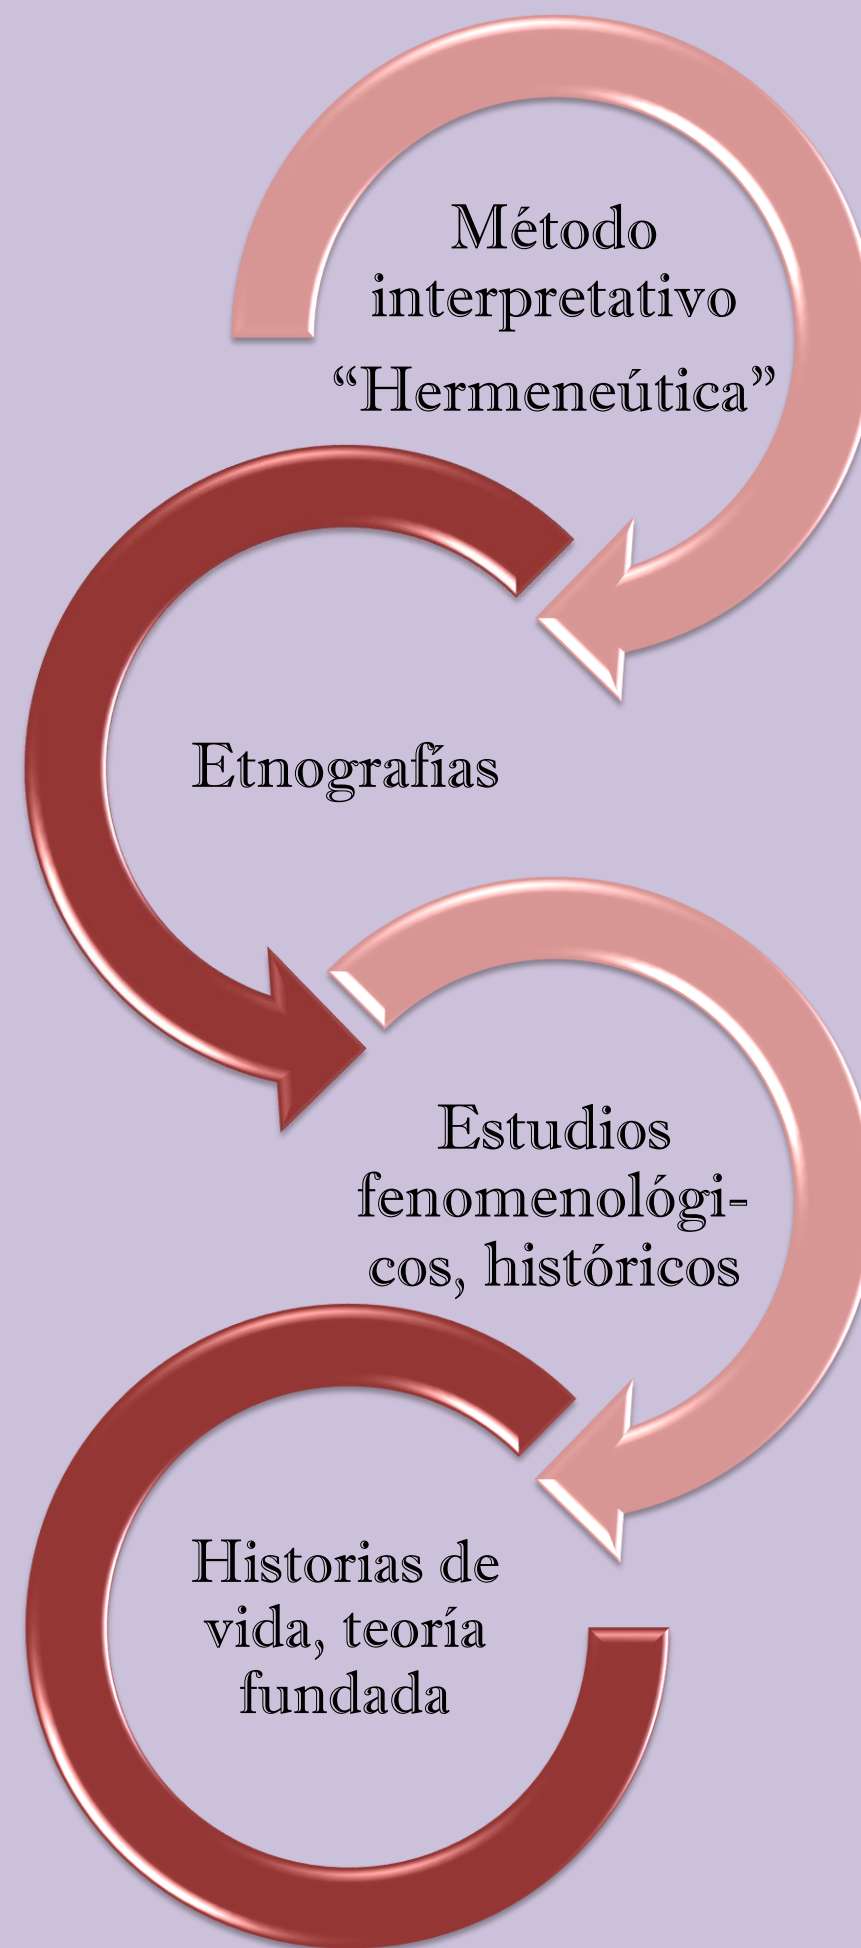 Método
interpretativo
“Hermeneútica”
Etnografías
Estudios
fenomenológi-
cos, históricos
Historias de
vida, teoría
fundada